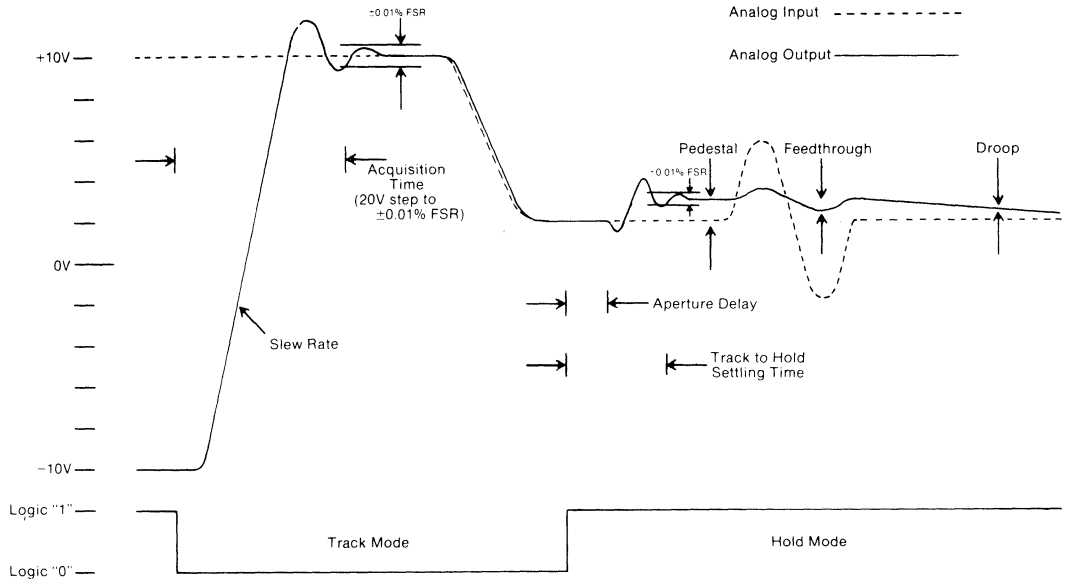 ±0.01% FSR
Analog Input
Analog Output
+10V
Acquisition
Time
(20V step to
±0.01% FSR)
Pedestal
Feedthrough
Droop
±0.01% FSR
0V
Aperture Delay
Slew Rate
Track to Hold
Settling Time
−10V
Logic "1"
Track Mode
Hold Mode
Logic "0"